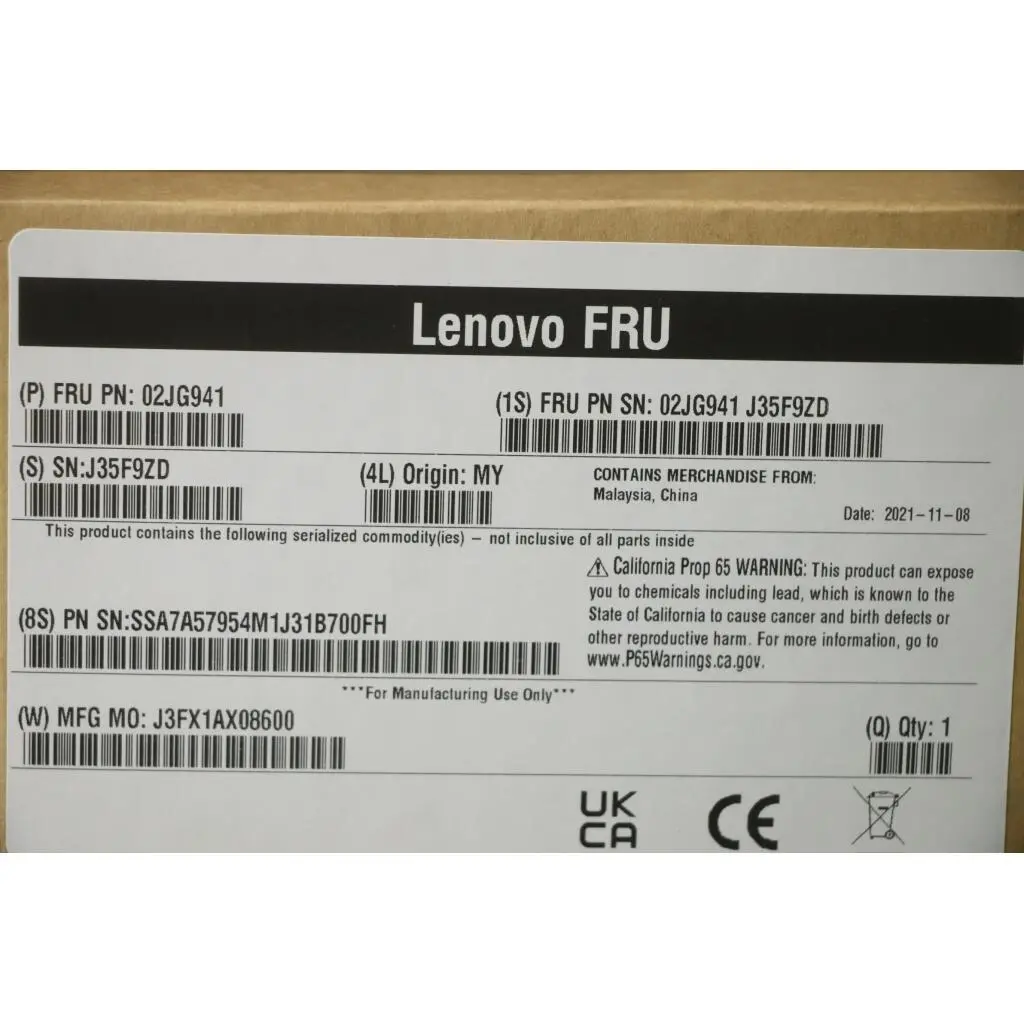 Lenovo FRU
(P) FRU PN: 02JG941
(1S) FRU PN SN: 02JG941 J35F9ZD
(S) SN:J35F9ZD
(4L) Origin: MY
CONTAINS MERCHANDISE FROM:
Malaysia, China
Date: 2021-11-08
This product contains the following serialized commodity(ies) – not inclusive of all parts inside
⚠ California Prop 65 WARNING: This product can expose
you to chemicals including lead, which is known to the
State of California to cause cancer and birth defects or
other reproductive harm. For more information, go to
www.P65Warnings.ca.gov.
(8S) PN SN:SSA7A57954M1J31B700FH
***For Manufacturing Use Only***
(W) MFG MO: J3FX1AX08600
(Q) Qty: 1
UK
CA
CE